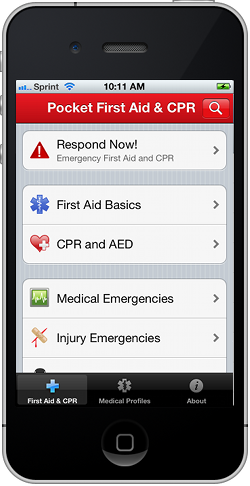 Sprint 10:11 AM
Pocket First Aid & CPR
Respond Now!
Emergency First Aid and CPR
First Aid Basics
CPR and AED
Medical Emergencies
Injury Emergencies
First Aid & CPR Medical Profiles About